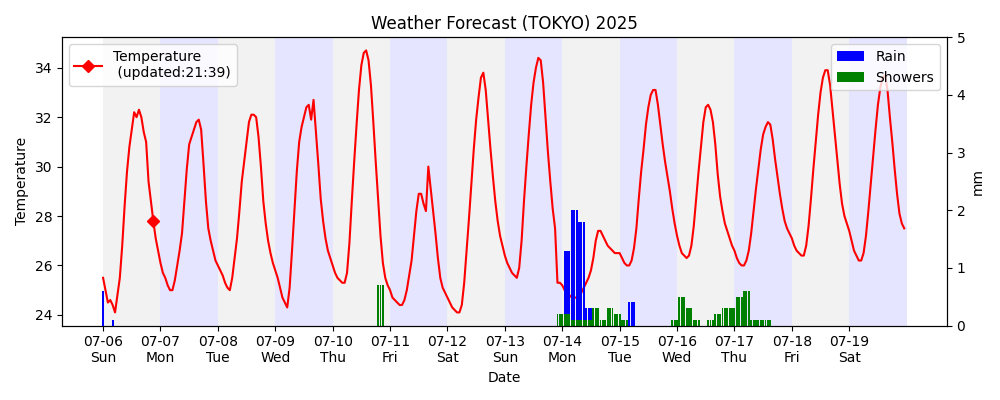 Weather Forecast (TOKYO) 2025
Temperature
(updated:21:39)
Rain
Showers
Temperature
34
32
30
28
26
24
5
4
3
2
1
0
mm
07-06 07-07 07-08 07-09 07-10 07-11 07-12 07-13 07-14 07-15 07-16 07-17 07-18 07-19
Sun Mon Tue Wed Thu Fri Sat Sun Mon Tue Wed Thu Fri Sat
Date